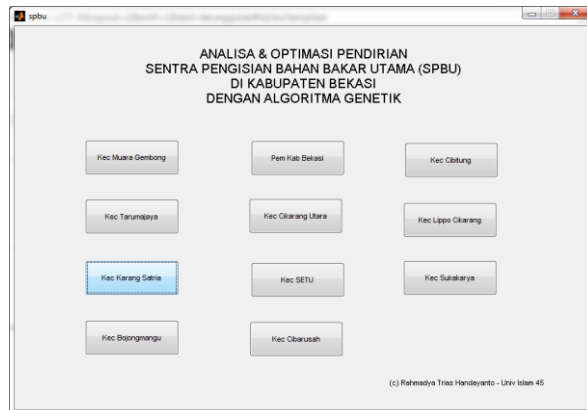 spbu
ANALISA & OPTIMASI PENDIRIAN
SENTRA PENGISIAN BAHAN BAKAR UTAMA (SPBU)
DI KABUPATEN BEKASI
DENGAN ALGORITMA GENETIK
Kec Muara Gembong
Pem Kab Bekasi
Kec Cibitung
Kec Tarumajaya
Kec Cikarang Utara
Kec Lippo Cikarang
Kec Karang Satria
Kec SETU
Kec Sukakarya
Kec Bojongmangu
Kec Cibarusah
(c) Rahmadya Trias Handayanto - Univ Islam 45